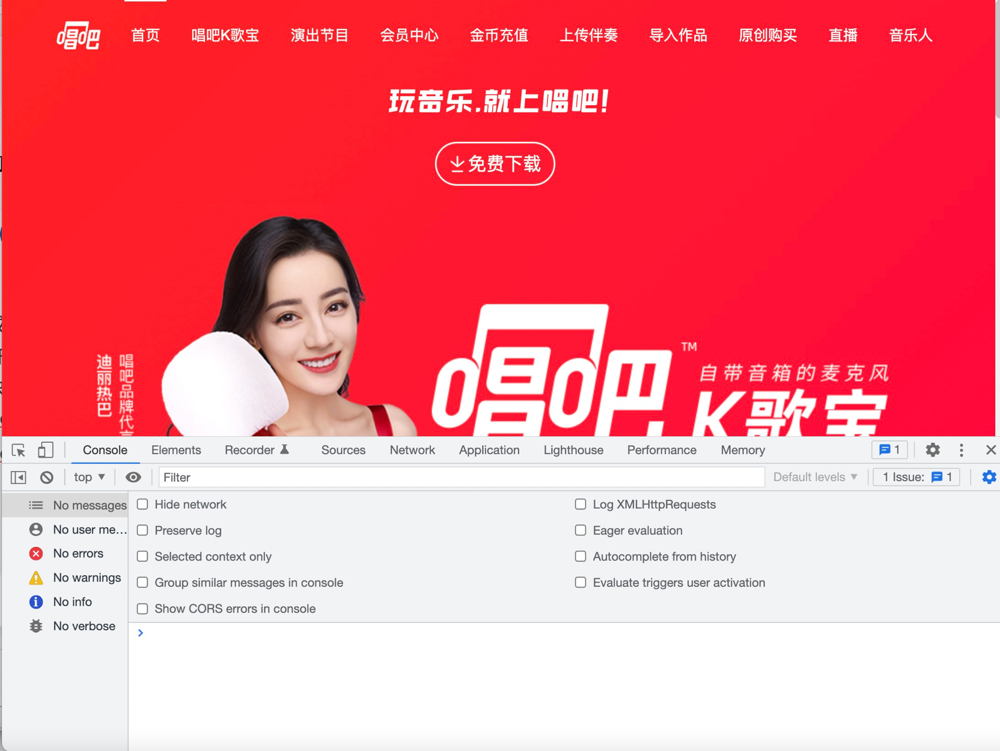 唱吧 首页 唱吧K歌宝 演出节目 会员中心 金币充值 上传伴奏 导入作品 原创购买 直播 音乐人
玩音乐.就上唱吧!
免费下载
唱吧品牌代言
迪丽热巴
唱吧 TM
自带音箱的麦克风
K歌宝
Console Elements Recorder Sources Network Application Lighthouse Performance Memory 1
top Filter Default levels 1 Issue: 1
No messages
No user me...
No errors
No warnings
No info
No verbose
Hide network
Preserve log
Selected context only
Group similar messages in console
Show CORS errors in console
Log XMLHttpRequests
Eager evaluation
Autocomplete from history
Evaluate triggers user activation